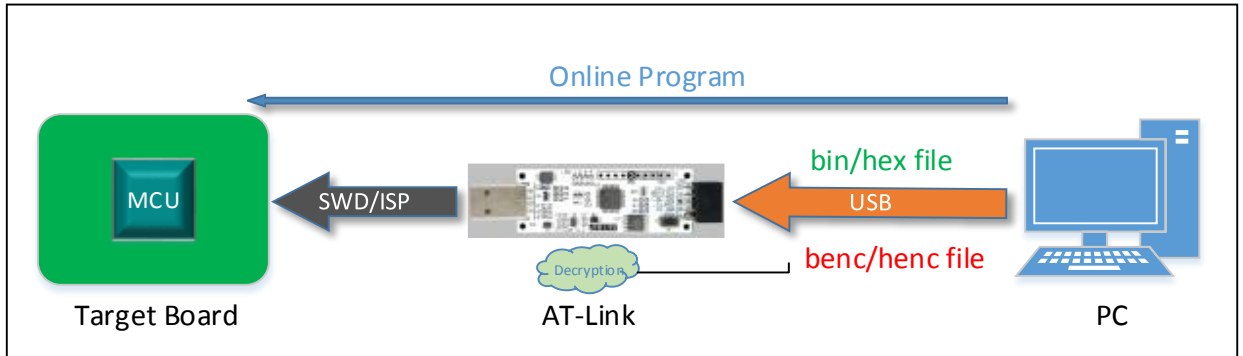 Online Program
bin/hex file
MCU
SWD/ISP
USB
Decryption
benc/henc file
Target Board
AT-Link
PC